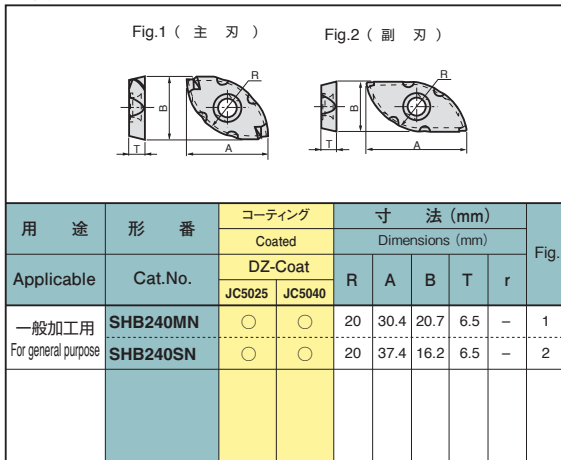 Fig.1 ( 主 刃 ) Fig.2 ( 副 刃 )
R R
B B
T A T A
用 途 形 番 コーティング 寸 法 (mm) Fig.
Coated Dimensions (mm)
Applicable Cat.No. DZ-Coat R A B T r
JC5025 JC5040
一般加工用 SHB240MN ○ ○ 20 30.4 20.7 6.5 − 1
For general purpose SHB240SN ○ ○ 20 37.4 16.2 6.5 − 2